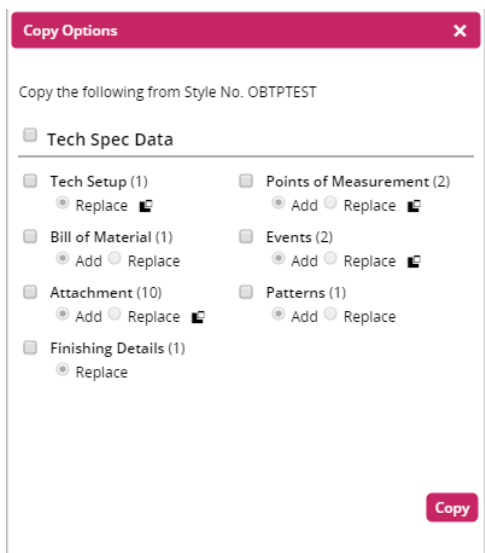 Copy Options
Copy the following from Style No. OBTPTEST
Tech Spec Data
Tech Setup (1)
Replace
Points of Measurement (2)
Add Replace
Bill of Material (1)
Add Replace
Events (2)
Add Replace
Attachment (10)
Add Replace
Patterns (1)
Add Replace
Finishing Details (1)
Replace
Copy